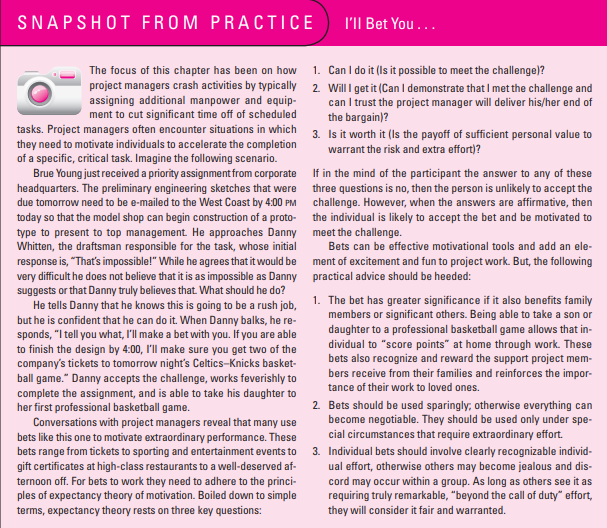 SNAPSHOT FROM PRACTICE
I'll Bet You . . .
The focus of this chapter has been on how
project managers crash activities by typically
assigning additional manpower and equip-
ment to cut significant time off of scheduled
tasks. Project managers often encounter situations in which
they need to motivate individuals to accelerate the completion
of a specific, critical task. Imagine the following scenario.
Brue Young just received a priority assignment from corporate
headquarters. The preliminary engineering sketches that were
due tomorrow need to be e-mailed to the West Coast by 4:00 PM
today so that the model shop can begin construction of a proto-
type to present to top management. He approaches Danny
Whitten, the draftsman responsible for the task, whose initial
response is, "That's impossible!" While he agrees that it would be
very difficult he does not believe that it is as impossible as Danny
suggests or that Danny truly believes that. What should he do?
He tells Danny that he knows this is going to be a rush job,
but he is confident that he can do it. When Danny balks, he re-
sponds, "I tell you what, I'll make a bet with you. If you are able
to finish the design by 4:00, I'll make sure you get two of the
company's tickets to tomorrow night's Celtics–Knicks basket-
ball game." Danny accepts the challenge, works feverishly to
complete the assignment, and is able to take his daughter to
her first professional basketball game.
Conversations with project managers reveal that many use
bets like this one to motivate extraordinary performance. These
bets range from tickets to sporting and entertainment events to
gift certificates at high-class restaurants to a well-deserved af-
ternoon off. For bets to work they need to adhere to the princi-
ples of expectancy theory of motivation. Boiled down to simple
terms, expectancy theory rests on three key questions:
1. Can I do it (Is it possible to meet the challenge)?
2. Will I get it (Can I demonstrate that I met the challenge and
can I trust the project manager will deliver his/her end of
the bargain)?
3. Is it worth it (Is the payoff of sufficient personal value to
warrant the risk and extra effort)?
If in the mind of the participant the answer to any of these
three questions is no, then the person is unlikely to accept the
challenge. However, when the answers are affirmative, then
the individual is likely to accept the bet and be motivated to
meet the challenge.
Bets can be effective motivational tools and add an ele-
ment of excitement and fun to project work. But, the following
practical advice should be heeded:
1. The bet has greater significance if it also benefits family
members or significant others. Being able to take a son or
daughter to a professional basketball game allows that in-
dividual to "score points" at home through work. These
bets also recognize and reward the support project mem-
bers receive from their families and reinforces the impor-
tance of their work to loved ones.
2. Bets should be used sparingly; otherwise everything can
become negotiable. They should be used only under spe-
cial circumstances that require extraordinary effort.
3. Individual bets should involve clearly recognizable individ-
ual effort, otherwise others may become jealous and dis-
cord may occur within a group. As long as others see it as
requiring truly remarkable, "beyond the call of duty" effort,
they will consider it fair and warranted.